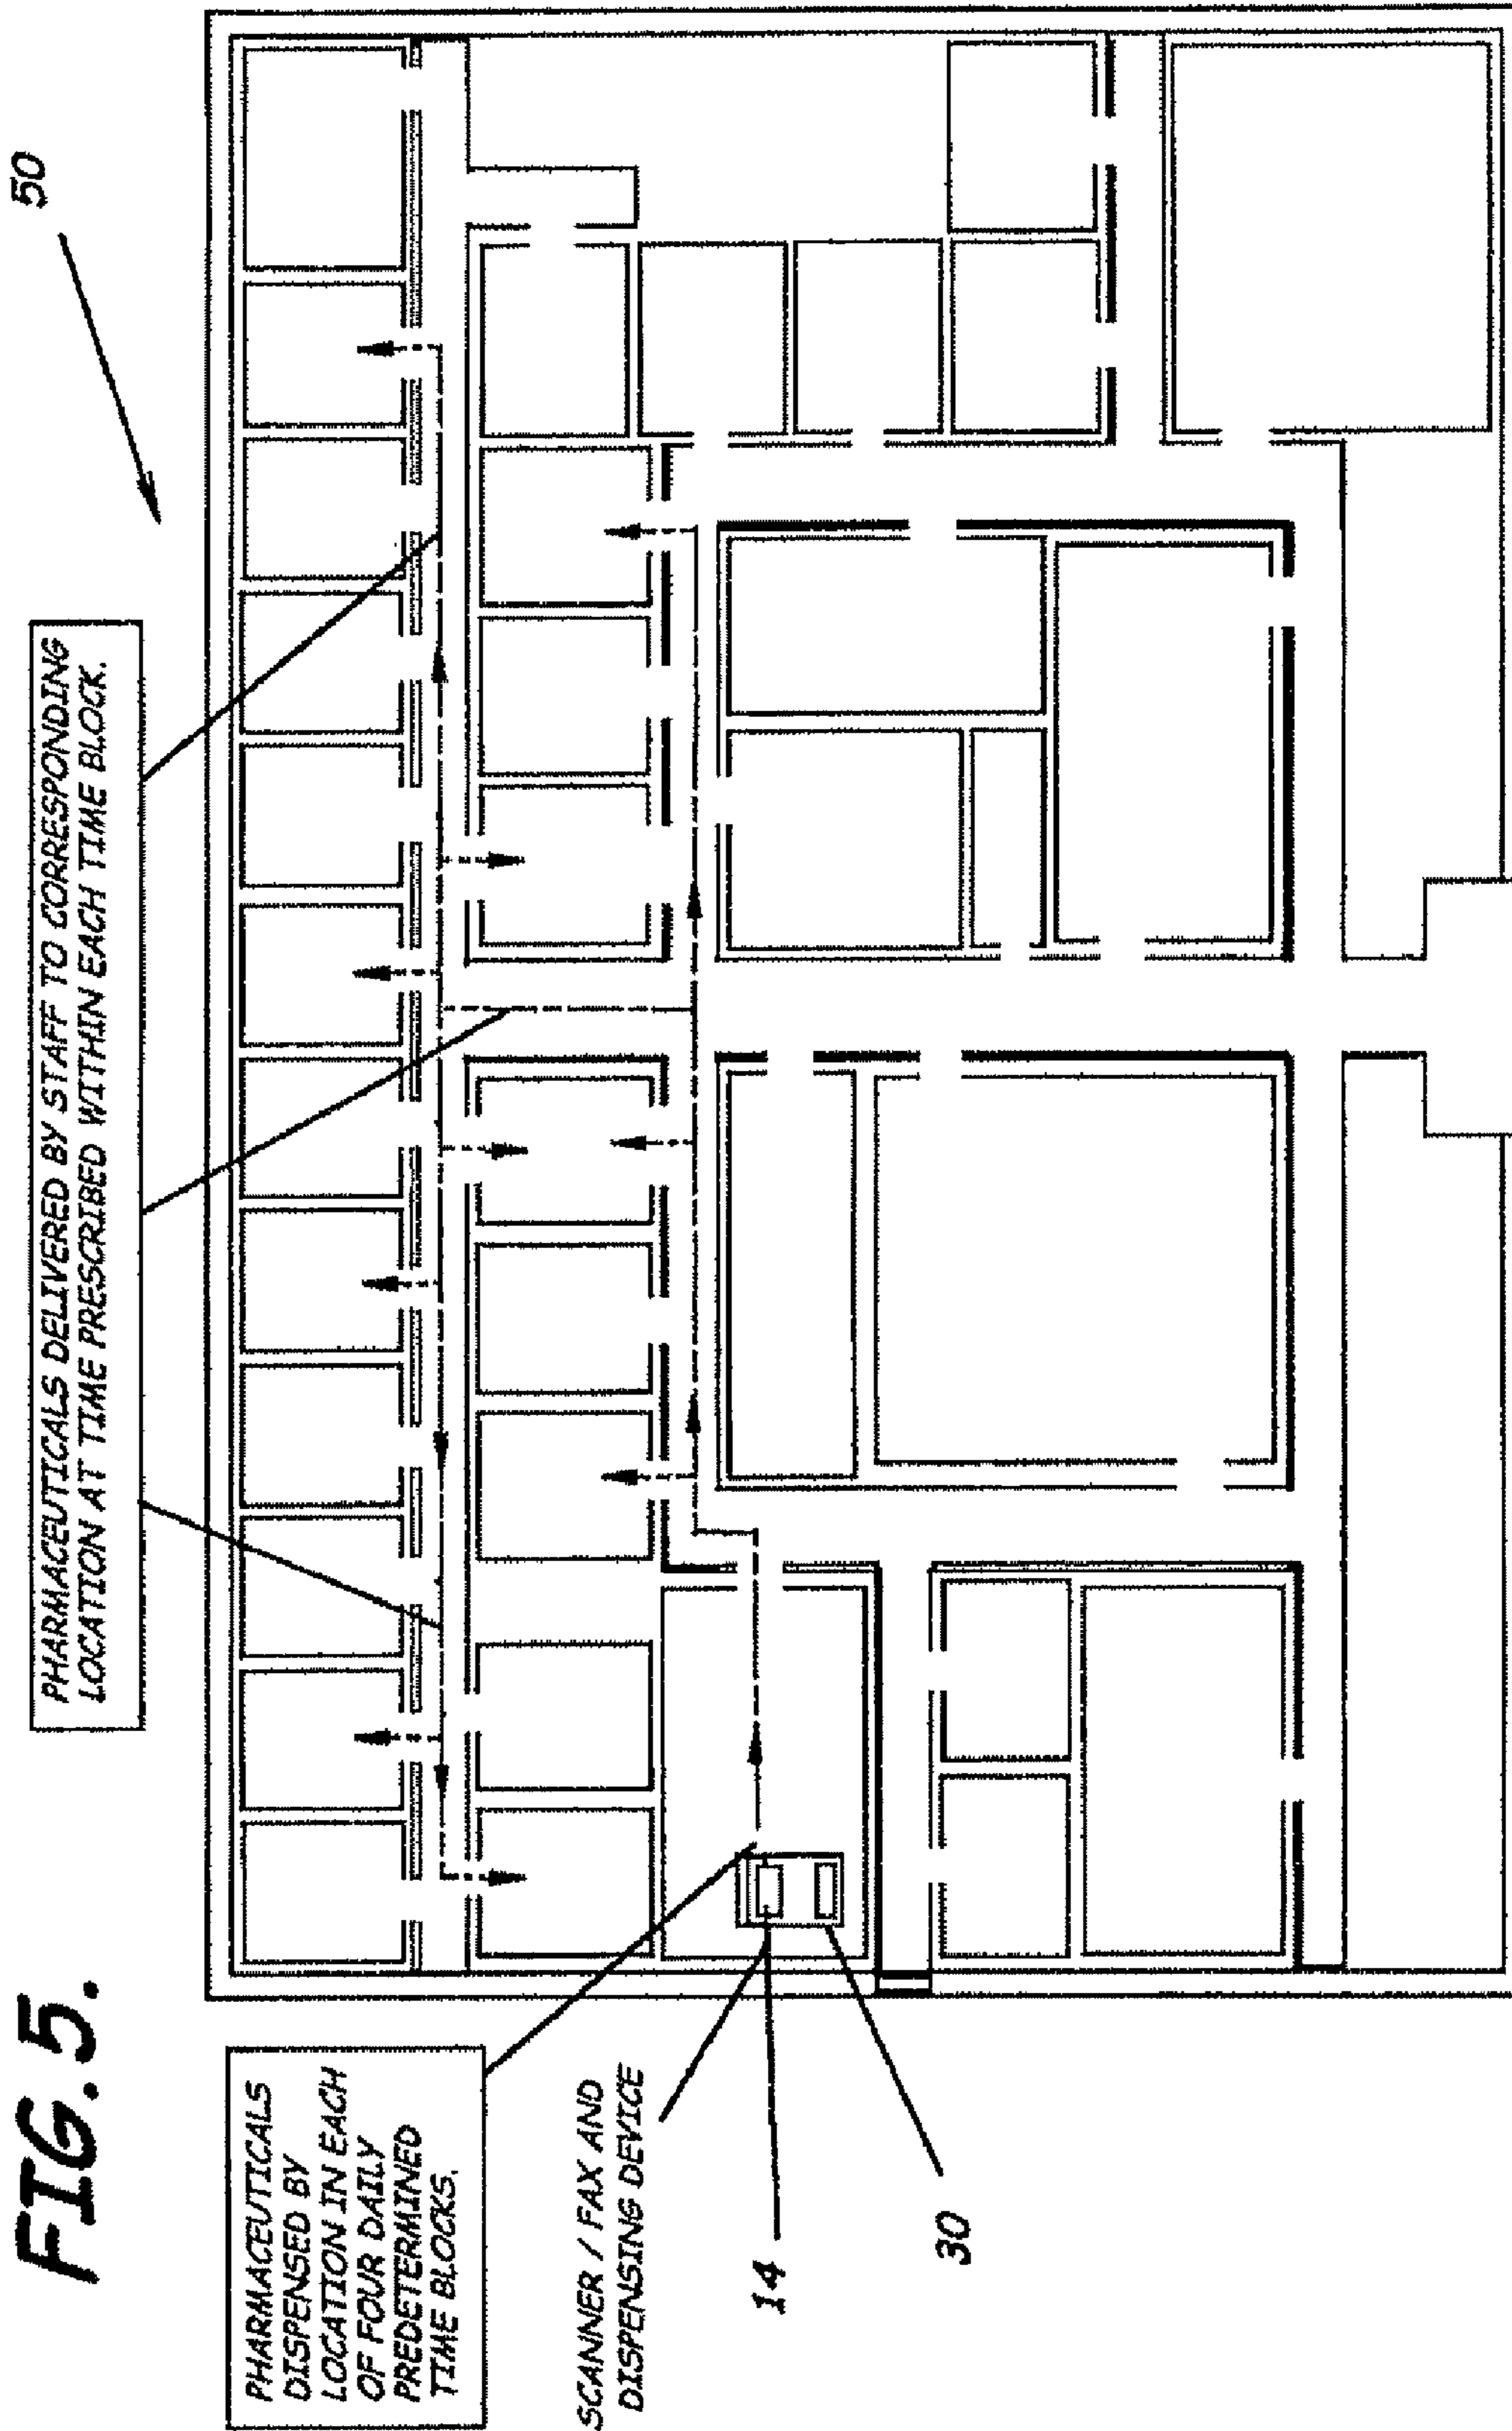 FIG. 5.
50
PHARMACEUTICALS DELIVERED BY STAFF TO CORRESPONDING
LOCATION AT TIME PRESCRIBED WITHIN EACH TIME BLOCK.
PHARMACEUTICALS
DISPENSED BY
LOCATION IN EACH
OF FOUR DAILY
PREDETERMINED
TIME BLOCKS.
SCANNER / FAX AND
DISPENSING DEVICE
14
30